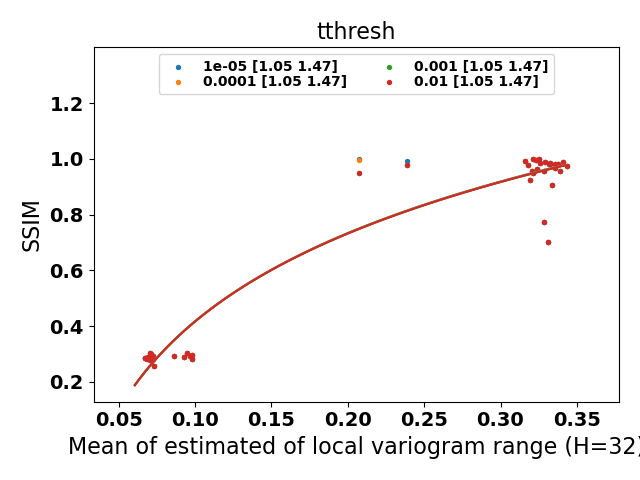 tthresh
1e-05 [1.05 1.47]
0.0001 [1.05 1.47]
0.001 [1.05 1.47]
0.01 [1.05 1.47]
SSIM
1.2
1.0
0.8
0.6
0.4
0.2
0.05 0.10 0.15 0.20 0.25 0.30 0.35
Mean of estimated of local variogram range (H=32)